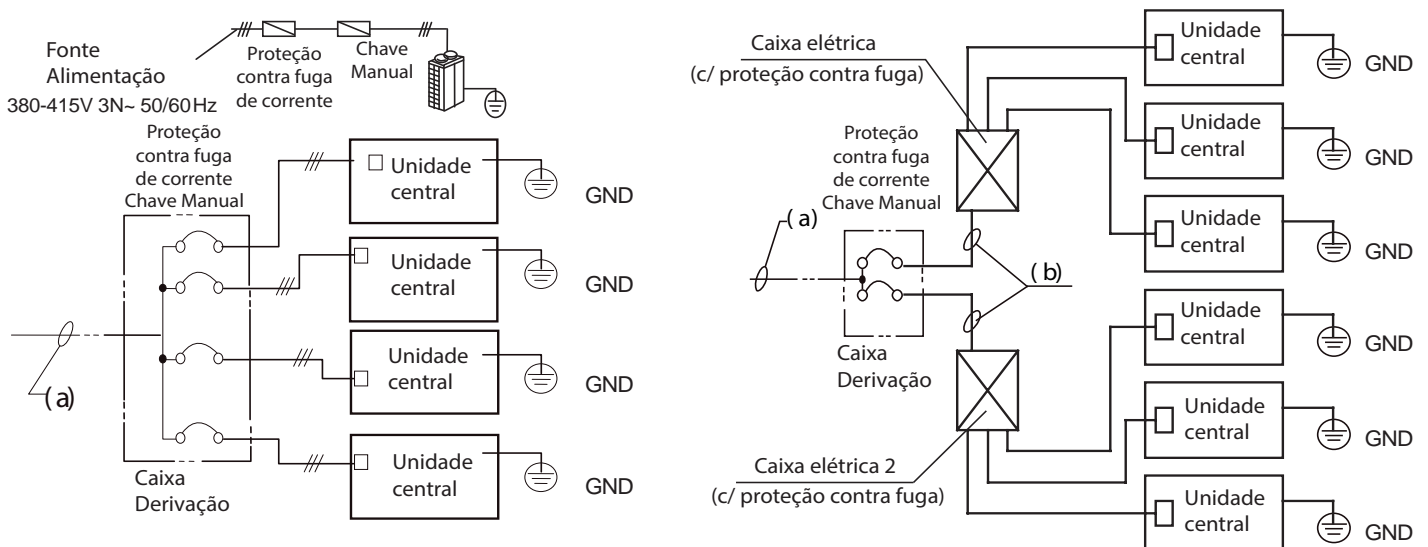 Fonte
Alimentação
380-415V 3N~ 50/60Hz
Proteção
contra fuga
de corrente
Chave
Manual
Proteção
contra fuga
de corrente
Chave Manual
Unidade
central
GND
Unidade
central
GND
Unidade
central
GND
Unidade
central
GND
(a)
Caixa
Derivação
Caixa elétrica
(c/ proteção contra fuga)
Proteção
contra fuga
de corrente
Chave Manual
(a)
(b)
Caixa
Derivação
Caixa elétrica 2
(c/ proteção contra fuga)
Unidade
central
GND
Unidade
central
GND
Unidade
central
GND
Unidade
central
GND
Unidade
central
GND
Unidade
central
GND